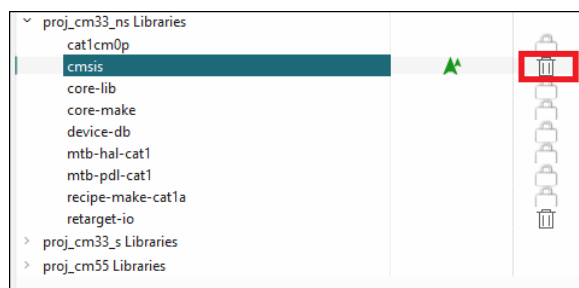 proj_cm33_ns Libraries
cat1cm0p
cmsis
core-lib
core-make
device-db
mtb-hal-cat1
mtb-pdl-cat1
recipe-make-cat1a
retarget-io
proj_cm33_s Libraries
proj_cm55 Libraries